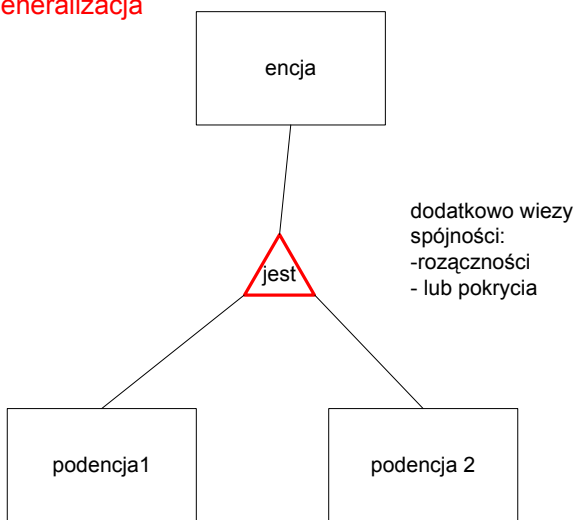 eneralizacja
encja
dodatkowo wiezy
spójności:
-roząCzności
- lub pokrycia
jest
podencja1
podencja 2